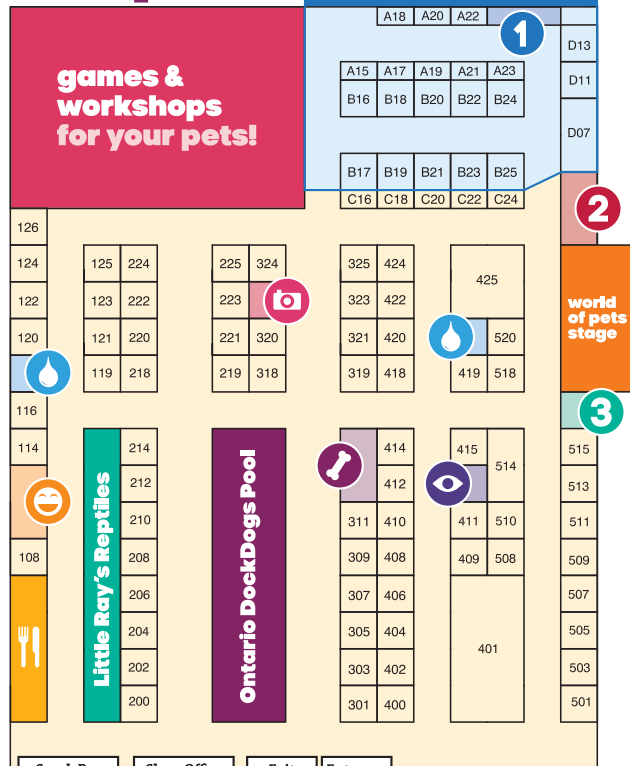 A18 A20 A22
1
D13
games &
workshops
for your pets!
A15 A17 A19 A21 A23
D11
B16 B18 B20 B22 B24
D07
B17 B19 B21 B23 B25
C16 C18 C20 C22 C24
2
126
124 125 224 225 324 325 424
425
122 123 222 223 323 422
world
of pets
stage
120 121 220 221 320 321 420 520
119 218 219 318 319 418 419 518
116
3
114 214 414 415 514 515
212 412 513
210 311 410 411 510 511
108 208 309 408 409 508 509
206 307 406 507
204 305 404 505
401
202 303 402 503
200 301 400 501
Little Ray's Reptiles
Ontario DockDogs Pool